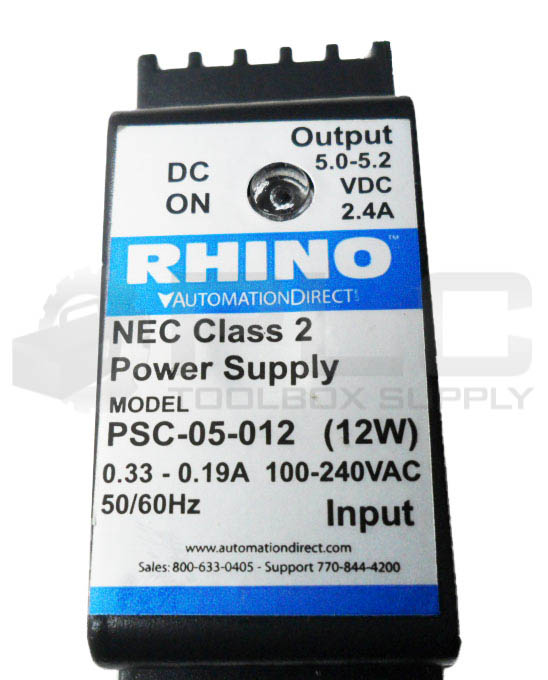 Output
5.0-5.2
DC
VDC
ON
2.4A
RHINO™
AUTOMATIONDIRECT
NEC Class 2
Power Supply
MODEL
PSC-05-012 (12W)
0.33 - 0.19A 100-240VAC
50/60Hz
Input
www.automationdirect.com
Sales: 800-633-0405 - Support 770-844-4200
PLC
TOOLBOX SUPPLY